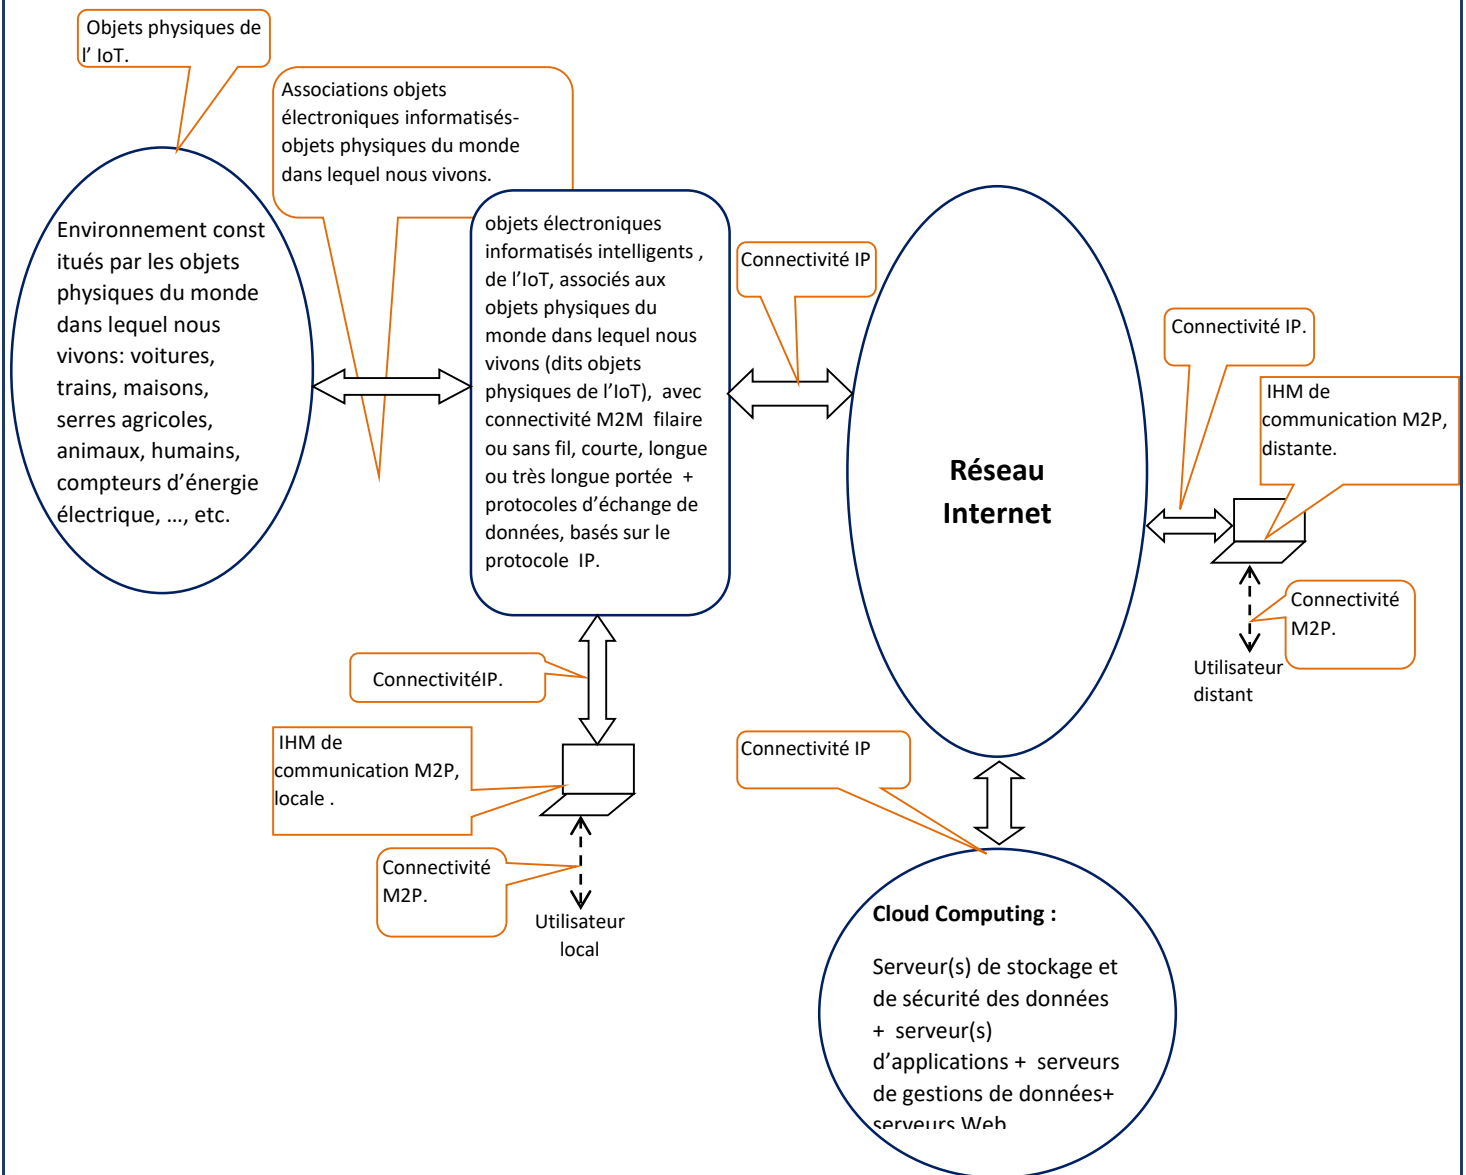 Objets physiques de
l’ IoT.
Associations objets
électroniques informatisés-
objets physiques du monde
dans lequel nous vivons.
Environnement const
itués par les objets
physiques du monde
dans lequel nous
vivons: voitures,
trains, maisons,
serres agricoles,
animaux, humains,
compteurs d’énergie
électrique, …, etc.
objets électroniques
informatisés intelligents ,
de l’IoT, associés aux
objets physiques du
monde dans lequel nous
vivons (dits objets
physiques de l’IoT), avec
connectivité M2M filaire
ou sans fil, courte, longue
ou très longue portée +
protocoles d’échange de
données, basés sur le
protocole IP.
Connectivité IP
Réseau
Internet
Connectivité IP.
IHM de
communication M2P,
distante.
Connectivité
M2P.
Utilisateur
distant
ConnectivitéIP.
IHM de
communication M2P,
locale .
Connectivité
M2P.
Utilisateur
local
Connectivité IP
Cloud Computing :
Serveur(s) de stockage et
de sécurité des données
+ serveur(s)
d’applications + serveurs
de gestions de données+
serveurs Web